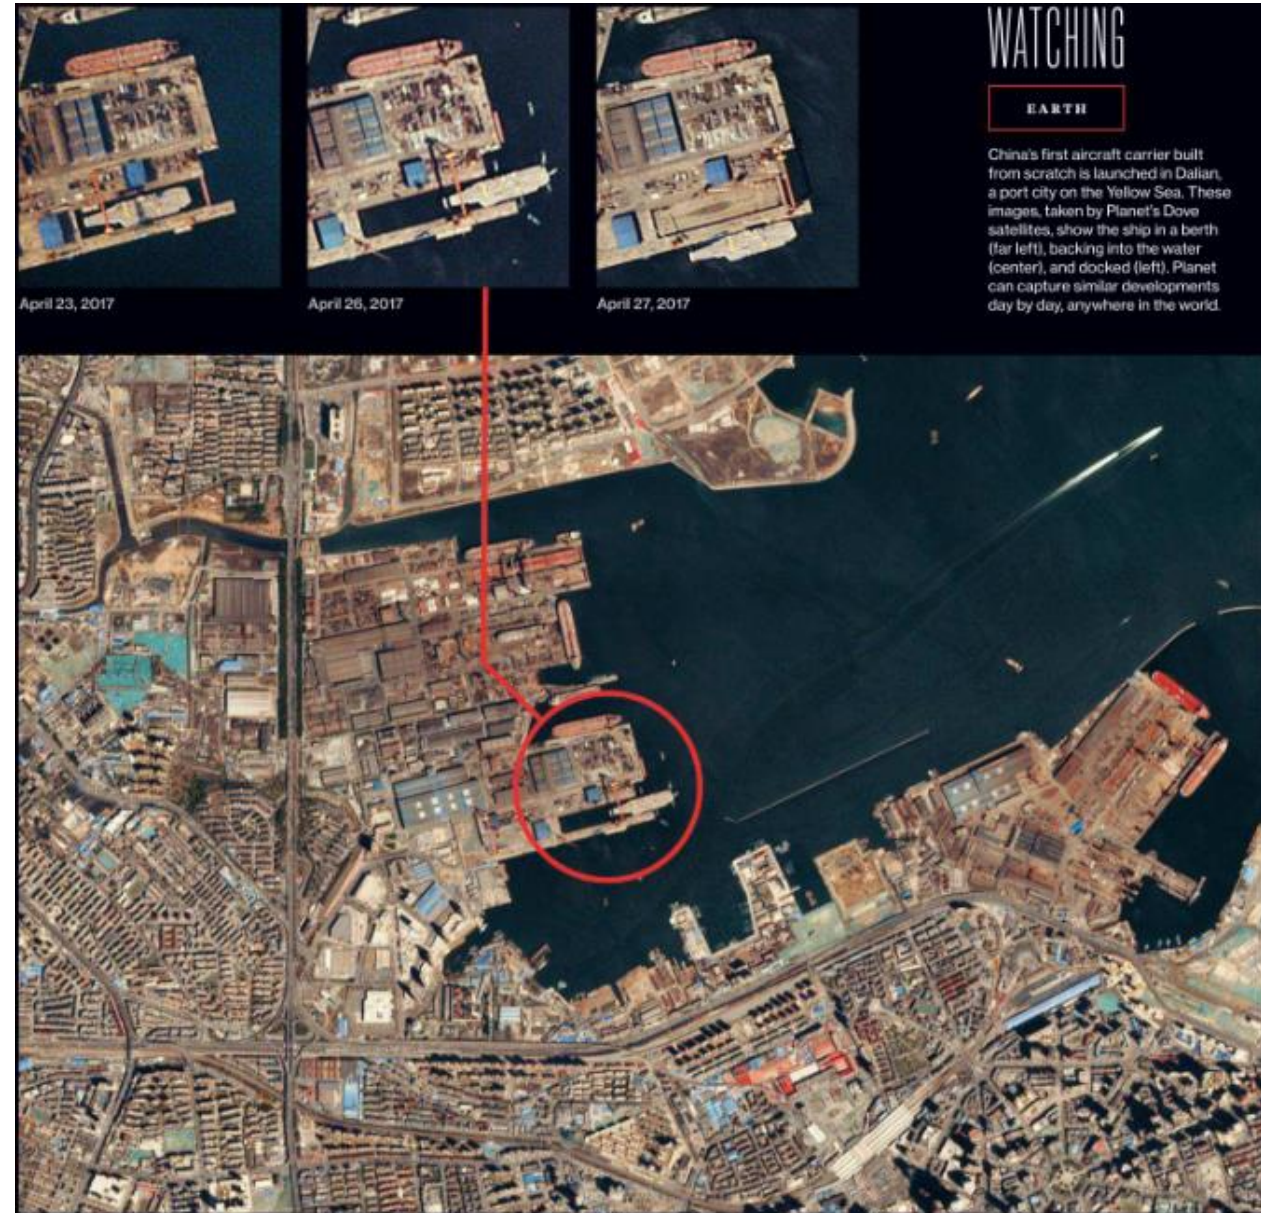 WATCHING
EARTH
China's first aircraft carrier built
from scratch is launched in Dalian,
a port city on the Yellow Sea. These
images, taken by Planet's Dove
satellites, show the ship in a berth
(far left), backing into the water
(center), and docked (left). Planet
can capture similar developments
day by day, anywhere in the world.
April 23, 2017
April 26, 2017
April 27, 2017